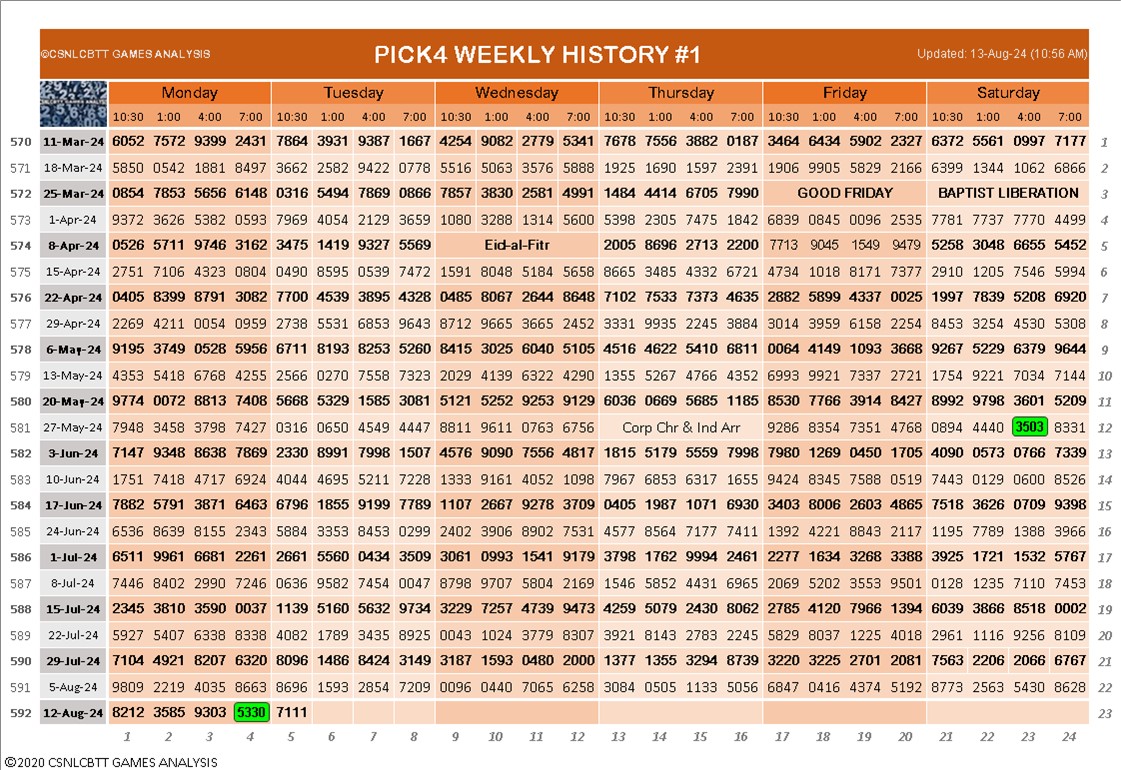 ©CSNLCBTT GAMES ANALYSIS PICK4 WEEKLY HISTORY #1 Updated: 13-Aug-24 (10:56 AM)
Monday Tuesday Wednesday Thursday Friday Saturday
10:30 1:00 4:00 7:00 10:30 1:00 4:00 7:00 10:30 1:00 4:00 7:00 10:30 1:00 4:00 7:00 10:30 1:00 4:00 7:00 10:30 1:00 4:00 7:00
570 11-Mar-24 6052 7572 9399 2431 7864 3931 9387 1667 4254 9082 2779 5341 7678 7556 3882 0187 3464 6434 5902 2327 6372 5561 0997 7177 1
571 18-Mar-24 5850 0542 1881 8497 3662 2582 9422 0778 5516 5063 3576 5888 1925 1690 1597 2391 1906 9905 5829 2166 6399 1344 1062 6866 2
572 25-Mar-24 0854 7853 5656 6148 0316 5494 7869 0866 7857 3830 2581 4991 1484 4414 6705 7990 GOOD FRIDAY BAPTIST LIBERATION 3
573 1-Apr-24 9372 3626 5382 0593 7969 4054 2129 3659 1080 3288 1314 5600 5398 2305 7475 1842 6839 0845 0096 2535 7781 7737 7770 4499 4
574 8-Apr-24 0526 5711 9746 3162 3475 1419 9327 5569 Eid-al-Fitr 2005 8696 2713 2200 7713 9045 1549 9479 5258 3048 6655 5452 5
575 15-Apr-24 2751 7106 4323 0804 0490 8595 0539 7472 1591 8048 5184 5658 8665 3485 4332 6721 4734 1018 8171 7377 2910 1205 7546 5994 6
576 22-Apr-24 0405 8399 8791 3082 7700 4539 3895 4328 0485 8067 2644 8648 7102 7533 7373 4635 2882 5899 4337 0025 1997 7839 5208 6920 7
577 29-Apr-24 2269 4211 0054 0959 2738 5531 6853 9643 8712 9665 3665 2452 3331 9935 2245 3884 3014 3959 6158 2254 8453 3254 4530 5308 8
578 6-May-24 9195 3749 0528 5956 6711 8193 8253 5260 8415 3025 6040 5105 4516 4622 5410 6811 0064 4149 1093 3668 9267 5229 6379 9644 9
579 13-May-24 4353 5418 6768 4255 2566 0270 7558 7323 2029 4139 6322 4290 1355 5267 4766 4352 6993 9921 7337 2721 1754 9221 7034 7144 10
580 20-May-24 9774 0072 8813 7408 5668 5329 1585 3081 5121 5252 9253 9129 6036 0669 5685 1185 8530 7766 3914 8427 8992 9798 3601 5209 11
581 27-May-24 7948 3458 3798 7427 0316 0650 4549 4447 8811 9611 0763 6756 Corp Chr & Ind Arr 9286 8354 7351 4768 0894 4440 3503 8331 12
582 3-Jun-24 7147 9348 8638 7869 2330 8991 7998 1507 4576 9090 7556 4817 1815 5179 5559 7998 7980 1269 0450 1705 4090 0573 0766 7339 13
583 10-Jun-24 1751 7418 4717 6924 4044 4695 5211 7228 1333 9161 4052 1098 7967 6853 6317 1655 9424 8345 7588 0519 7443 0129 0600 8526 14
584 17-Jun-24 7882 5791 3871 6463 6796 1855 9199 7789 1107 2667 9278 3709 0405 1987 1071 6930 3403 8006 2603 4865 7518 3626 0709 9398 15
585 24-Jun-24 6536 8639 8155 2343 5884 3353 8453 0299 2402 3906 8902 7531 4577 8564 7177 7411 1392 4221 8843 2117 1195 7789 1388 3966 16
586 1-Jul-24 6511 9961 6681 2261 2661 5560 0434 3509 3061 0993 1541 9179 3798 1762 9994 2461 2277 1634 3268 3388 3925 1721 1532 5767 17
587 8-Jul-24 7446 8402 2990 7246 0636 9582 7454 0047 8798 9707 5804 2169 1546 5852 4431 6965 2069 5202 3553 9501 0128 1235 7110 7453 18
588 15-Jul-24 2345 3810 3590 0037 1139 5160 5632 9734 3229 7257 4739 9473 4259 5079 2430 8062 2785 4120 7966 1394 6039 3866 8518 0002 19
589 22-Jul-24 5927 5407 6338 8338 4082 1789 3435 8925 0043 1024 3779 8307 3921 8143 2783 2245 5829 8037 1225 4018 2961 1116 9256 8109 20
590 29-Jul-24 7104 4921 8207 6320 8096 1486 8424 3149 3187 1593 0480 2000 1377 1355 3294 8739 3220 3225 2701 2081 7563 2206 2066 6767 21
591 5-Aug-24 9809 2219 4035 8663 8696 1593 2854 7209 0096 0440 7065 6258 3084 0505 1133 5056 6847 0416 4374 5192 8773 2563 5430 8628 22
592 12-Aug-24 8212 3585 9303 5330 7111 23
1 2 3 4 5 6 7 8 9 10 11 12 13 14 15 16 17 18 19 20 21 22 23 24
©2020 CSNLCBTT GAMES ANALYSIS